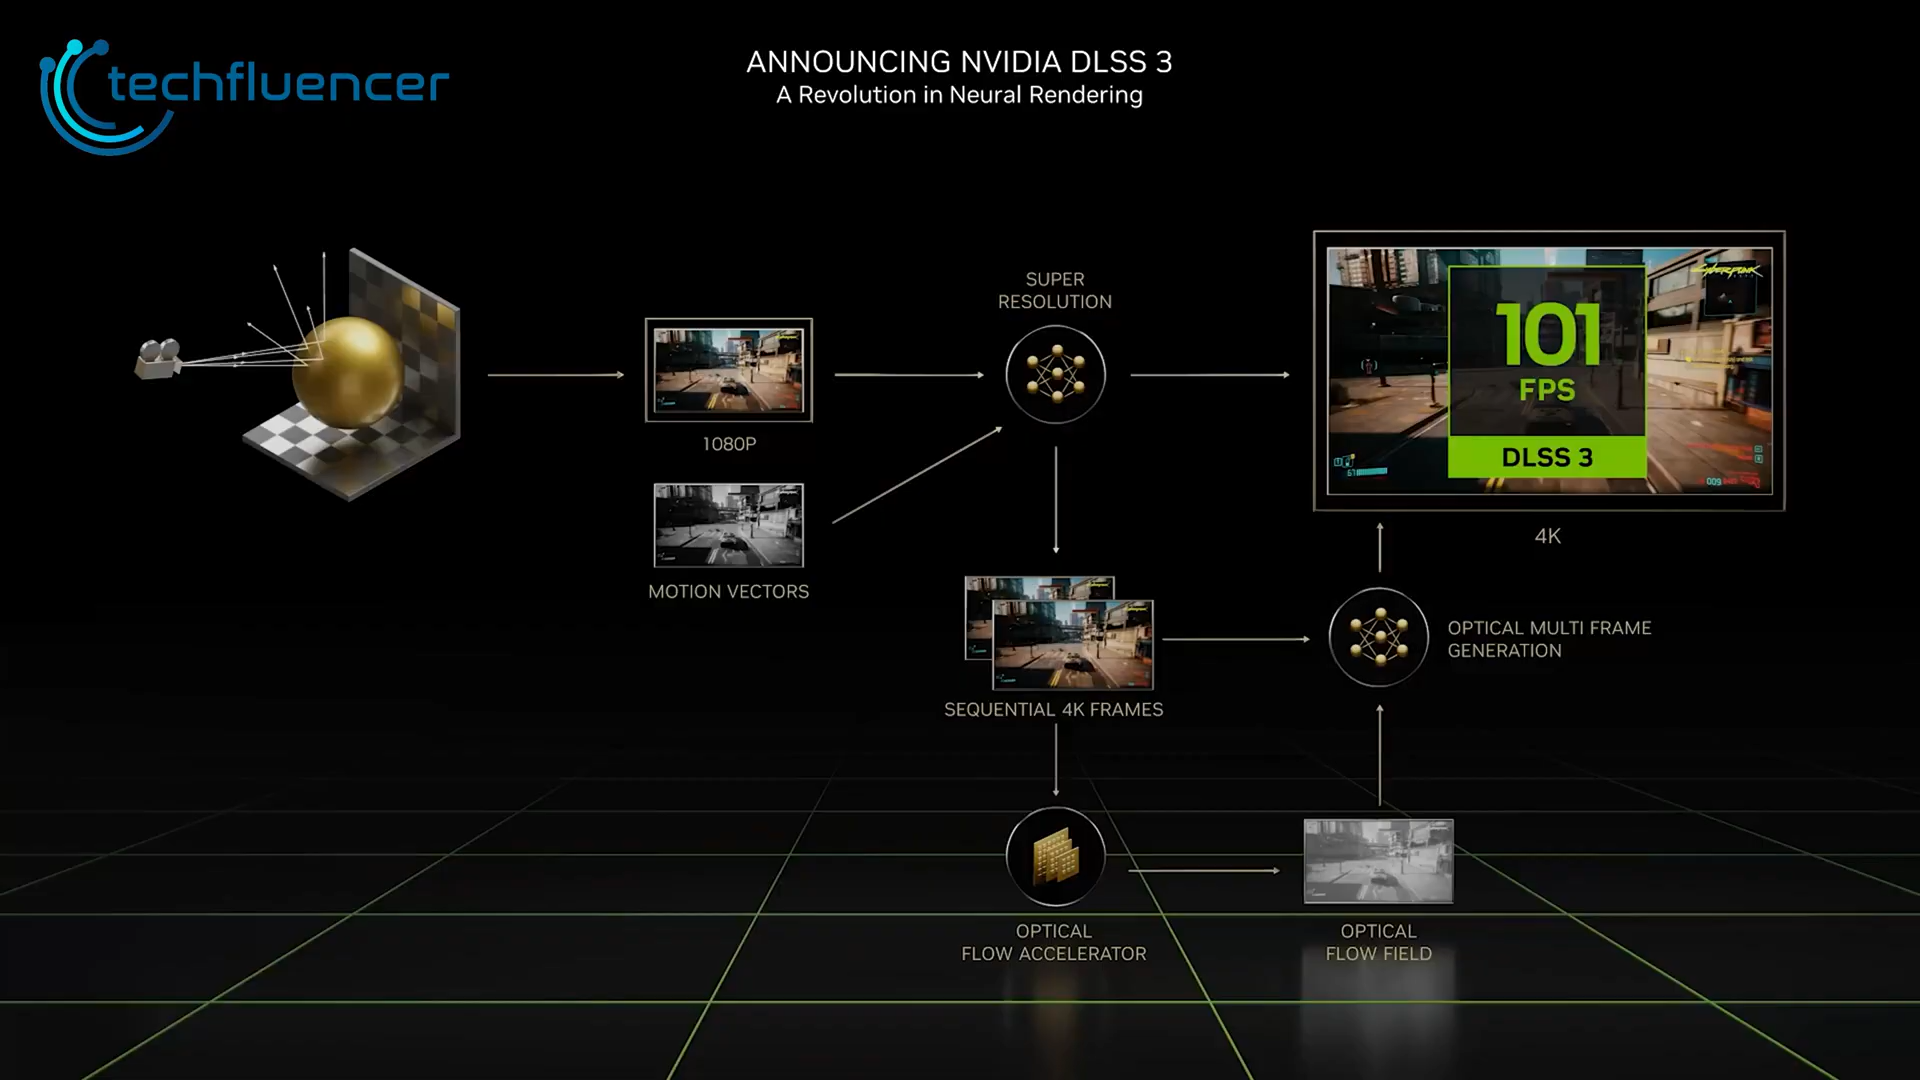 techfluencer
ANNOUNCING NVIDIA DLSS 3
A Revolution in Neural Rendering
SUPER
RESOLUTION
CYBERPUNK
101
FPS
DLSS 3
1080P
4K
MOTION VECTORS
OPTICAL MULTI FRAME
GENERATION
SEQUENTIAL 4K FRAMES
OPTICAL
FLOW ACCELERATOR
OPTICAL
FLOW FIELD